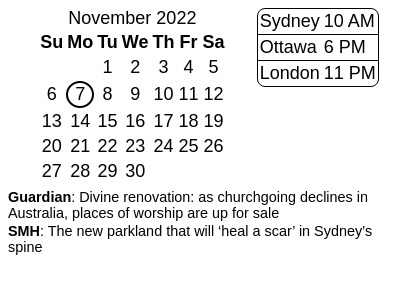 November 2022
Su Mo Tu We Th Fr Sa
1 2 3 4 5
6 7 8 9 10 11 12
13 14 15 16 17 18 19
20 21 22 23 24 25 26
27 28 29 30
Sydney 10 AM
Ottawa 6 PM
London 11 PM
Guardian: Divine renovation: as churchgoing declines in
Australia, places of worship are up for sale
SMH: The new parkland that will ‘heal a scar’ in Sydney’s
spine